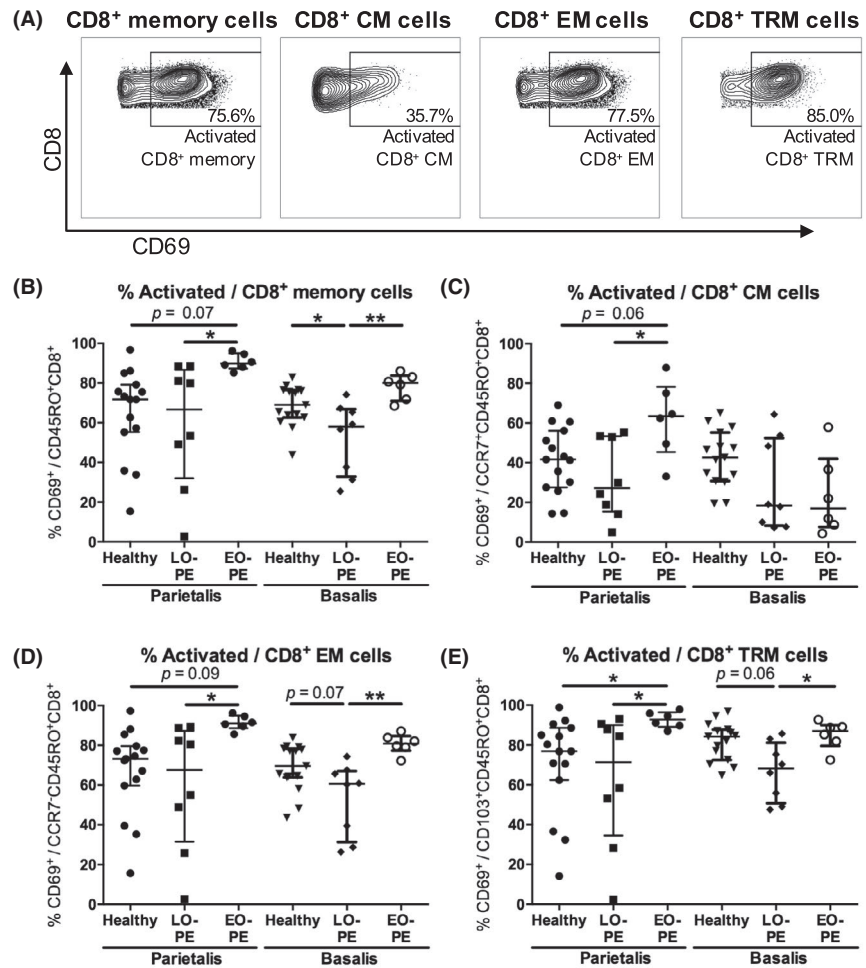 (A)
CD8⁺ memory cells CD8⁺ CM cells CD8⁺ EM cells CD8⁺ TRM cells
75.6% 35.7% 77.5% 85.0%
Activated Activated Activated Activated
CD8⁺ memory CD8⁺ CM CD8⁺ EM CD8⁺ TRM
CD8
CD69
(B)
% Activated / CD8⁺ memory cells
p = 0.07
* * **
% CD69⁺ / CD45RO⁺CD8⁺
100
80
60
40
20
0
Healthy LO- EO- Healthy LO- EO-
PE PE PE PE
Parietalis Basalis
(C)
% Activated / CD8⁺ CM cells
p = 0.06
*
% CD69⁺ / CCR7⁺CD45RO⁺CD8⁺
100
80
60
40
20
0
Healthy LO- EO- Healthy LO- EO-
PE PE PE PE
Parietalis Basalis
(D)
% Activated / CD8⁺ EM cells
p = 0.09
* p = 0.07 **
% CD69⁺ / CCR7⁻CD45RO⁺CD8⁺
100
80
60
40
20
0
Healthy LO- EO- Healthy LO- EO-
PE PE PE PE
Parietalis Basalis
(E)
% Activated / CD8⁺ TRM cells
* p = 0.06 *
*
% CD69⁺ / CD103⁺CD45RO⁺CD8⁺
100
80
60
40
20
0
Healthy LO- EO- Healthy LO- EO-
PE PE PE PE
Parietalis Basalis